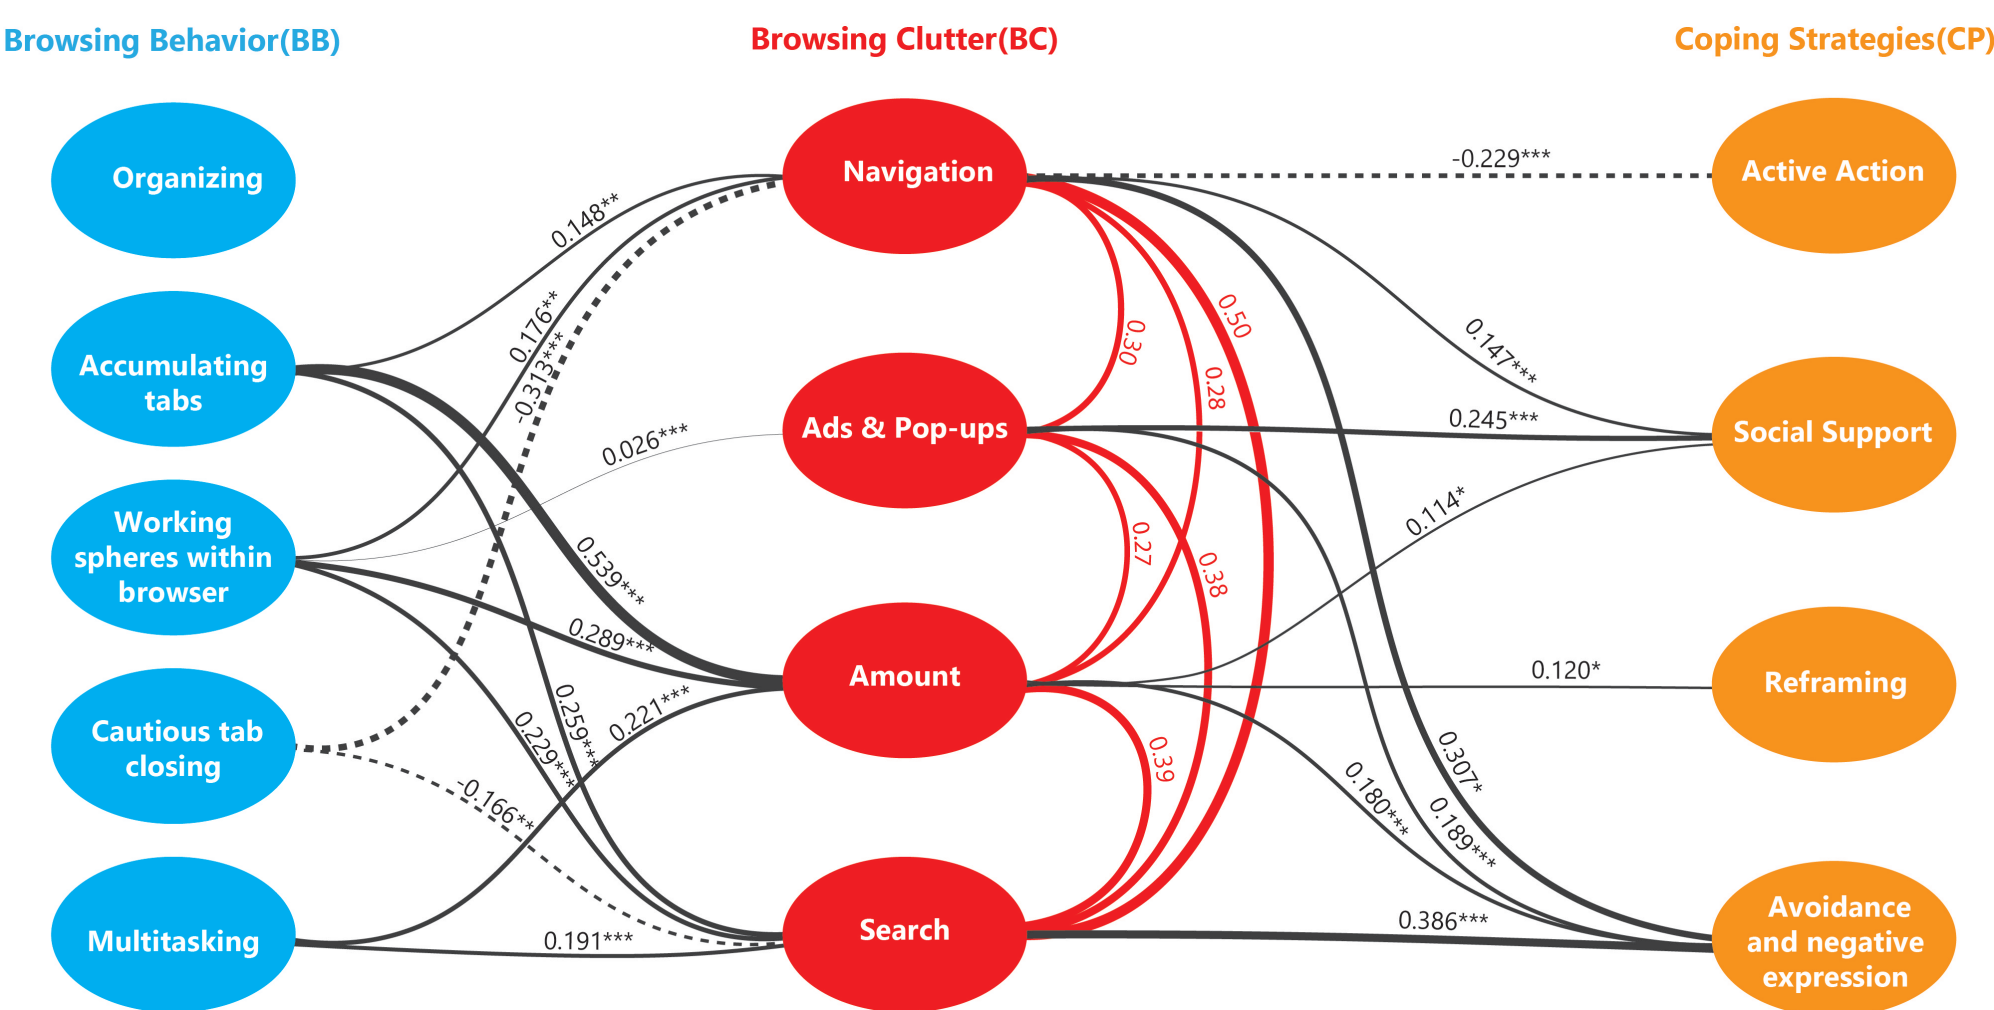 Browsing Behavior(BB)
Browsing Clutter(BC)
Coping Strategies(CP)
Organizing
Accumulating
tabs
Working
spheres within
browser
Cautious tab
closing
Multitasking
0.148**
0.176**
-0.313***
0.026***
0.539***
0.289***
0.259***
0.229***
0.221***
-0.166**
0.191***
Navigation
Ads & Pop-ups
Amount
Search
0.30
0.28
0.50
0.27
0.38
0.39
-0.229***
0.147***
0.245***
0.114*
0.120*
0.307*
0.180***
0.189***
0.386***
Active Action
Social Support
Reframing
Avoidance
and negative
expression